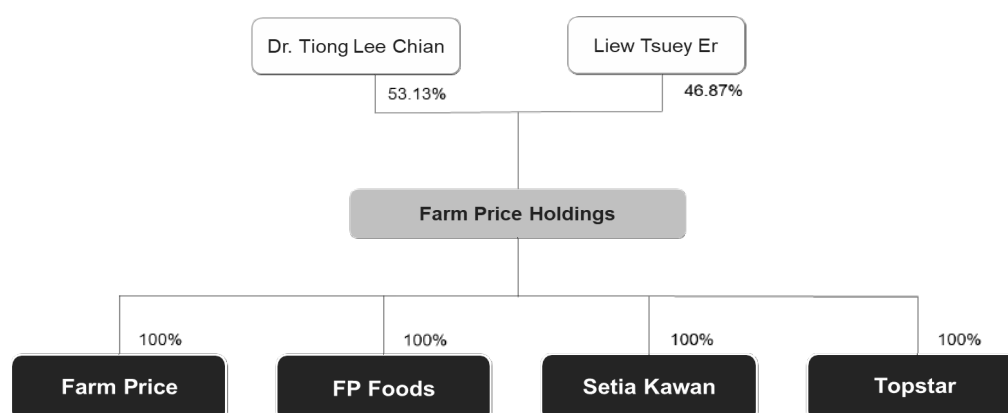 Dr. Tiong Lee Chian
Liew Tsuey Er
53.13%
46.87%
Farm Price Holdings
100%
100%
100%
100%
Farm Price
FP Foods
Setia Kawan
Topstar